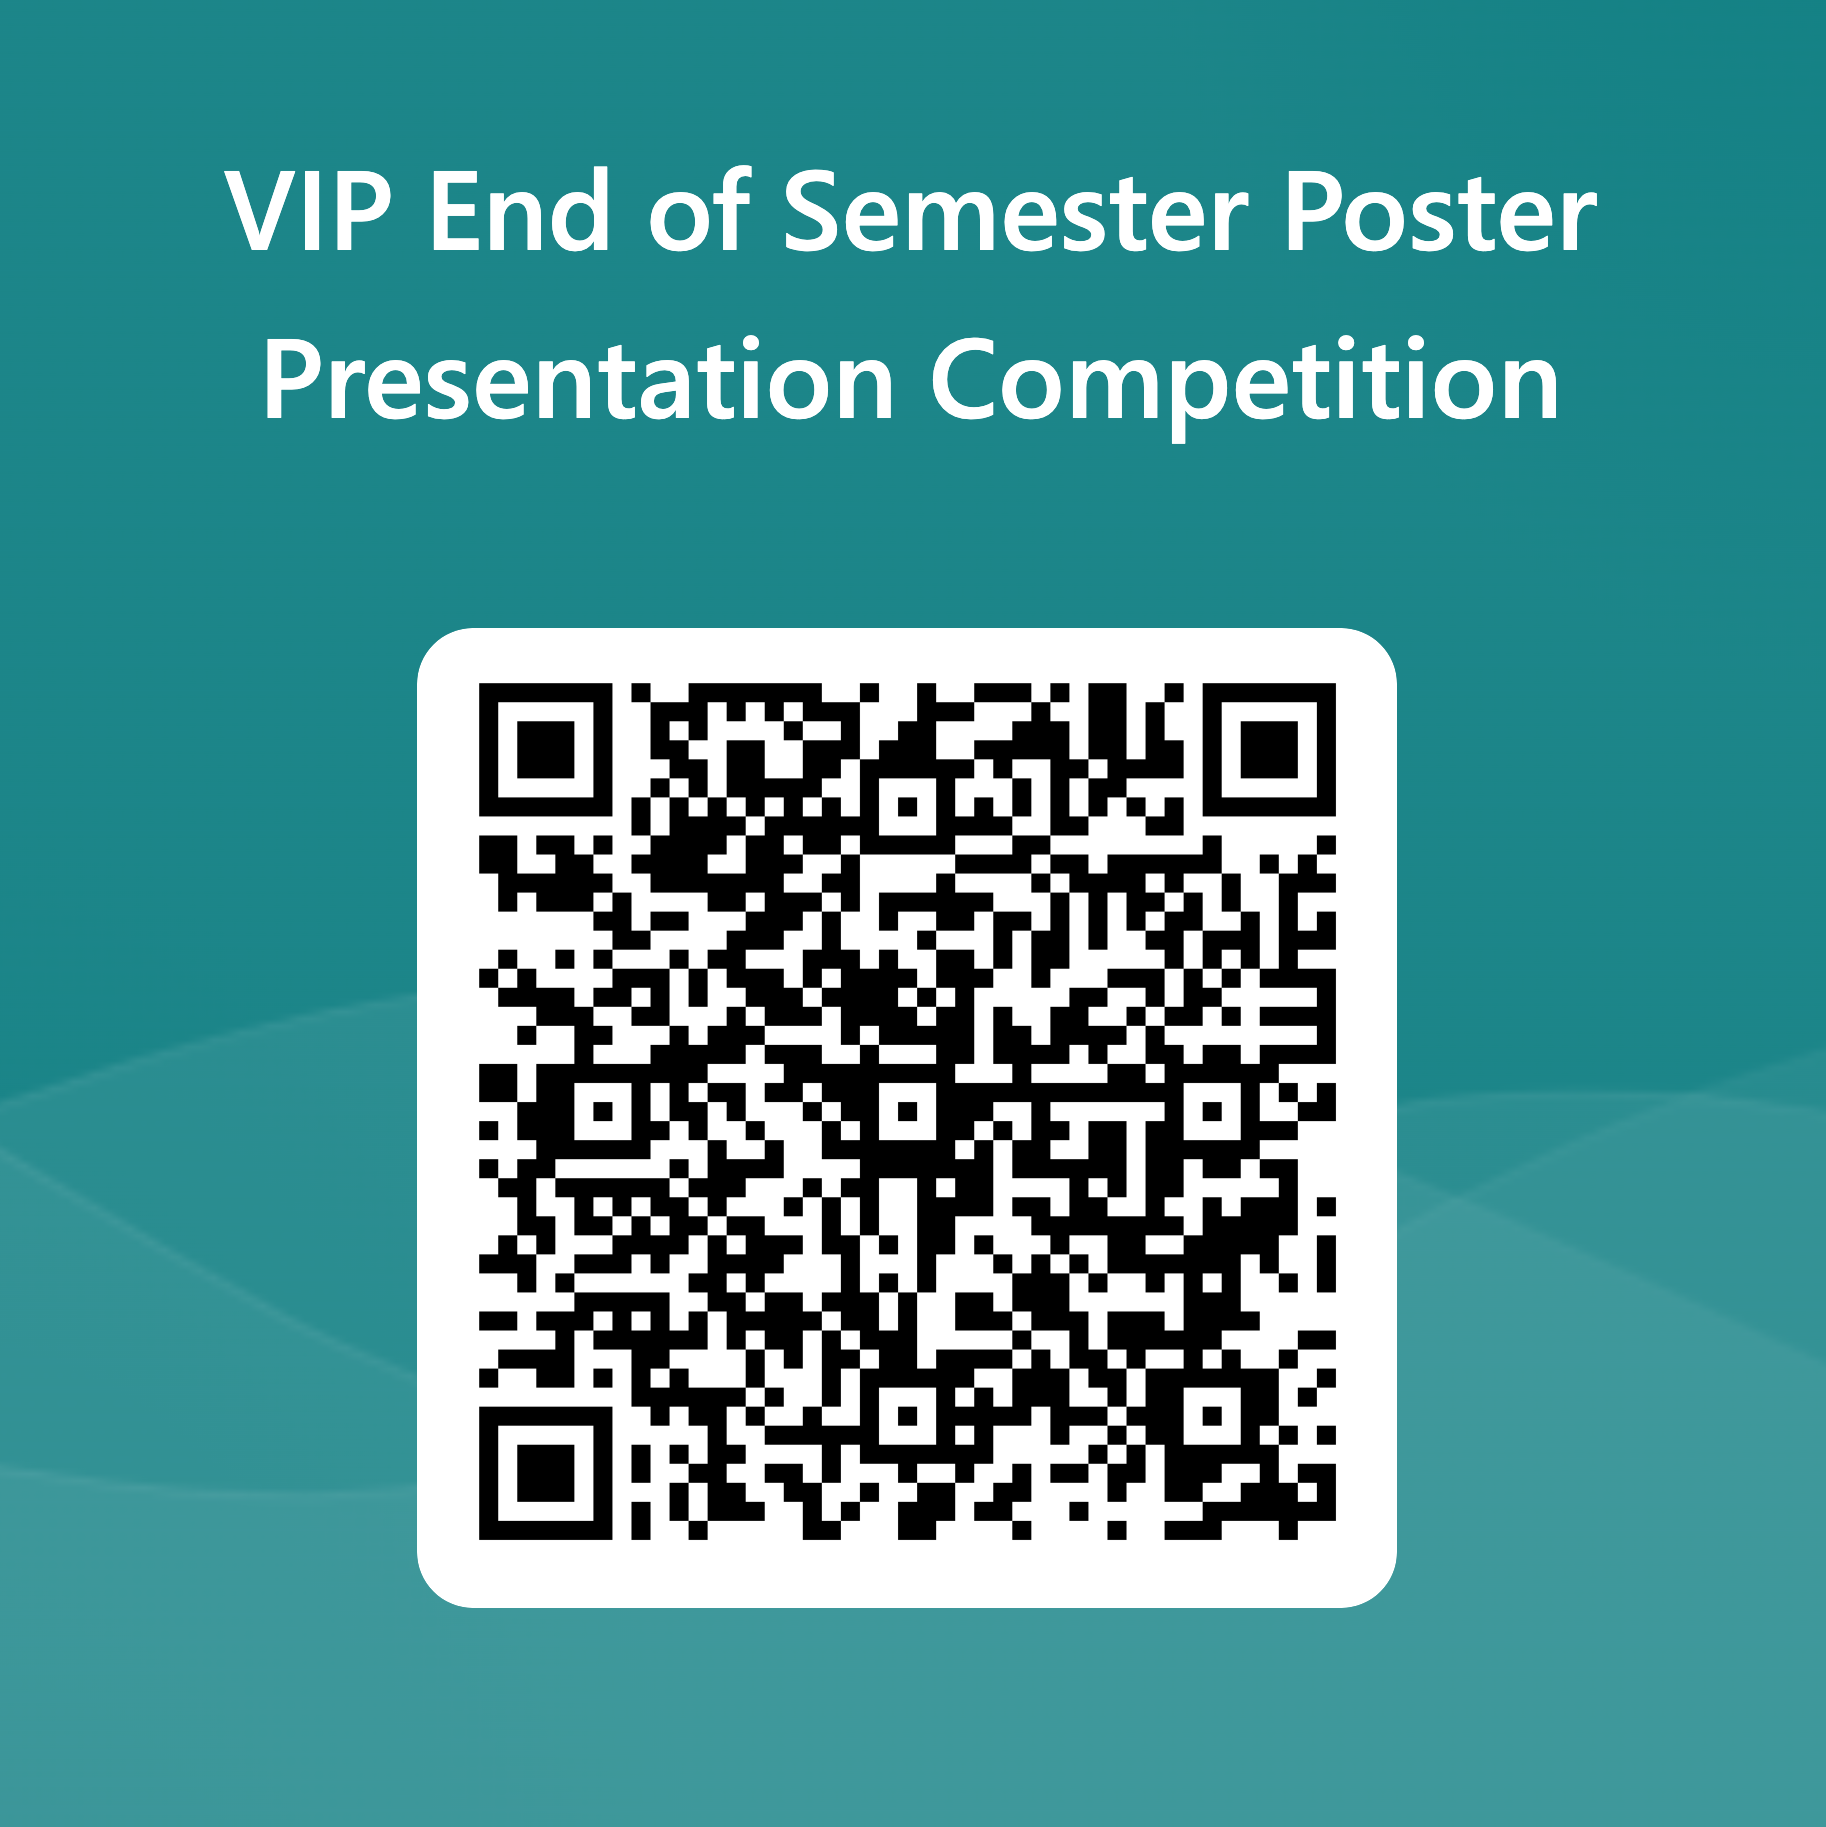 VIP End of Semester Poster
Presentation Competition